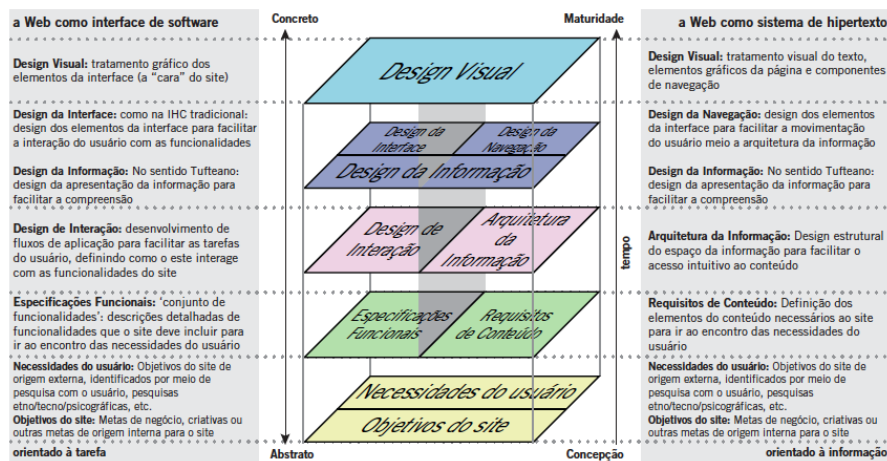 a Web como interface de software
Design Visual: tratamento gráfico dos
elementos da interface (a “cara” do site)
Design da Interface: como na IHC tradicional:
design dos elementos da interface para facilitar
a interação do usuário com as funcionalidades
Design da Informação: No sentido Tufteano:
design da apresentação da informação para
facilitar a compreensão
Design de Interação: desenvolvimento de
fluxos de aplicação para facilitar as tarefas
do usuário, definindo como o este interage
com as funcionalidades do site
Especificações Funcionais: ‘conjunto de
funcionalidades’: descrições detalhadas de
funcionalidades que o site deve incluir para
ir ao encontro das necessidades do usuário
Necessidades do usuário: Objetivos do site de
origem externa, identificados por meio de
pesquisa com o usuário, pesquisas
etno/tecno/psicográficas, etc.
Objetivos do site: Metas de negócio, criativas ou
outras metas de origem interna para o site
orientado à tarefa
Concreto
Maturidade
Design Visual
Design da
Interface
Design da
Navegação
Design da Informação
Design de
Interação
Arquitetura
da
Informação
Especificações
Funcionais
Requisitos
de Conteúdo
Necessidades do usuário
Objetivos do site
tempo
Abstrato
Concepção
a Web como sistema de hipertexto
Design Visual: tratamento visual do texto,
elementos gráficos da página e componentes
de navegação
Design da Navegação: design dos elementos
da interface para facilitar a movimentação
do usuário meio a arquitetura da informação
Design da Informação: No sentido Tufteano:
design da apresentação da informação para
facilitar a compreensão
Arquitetura da Informação: Design estrutural
do espaço da informação para facilitar o
acesso intuitivo ao conteúdo
Requisitos de Conteúdo: Definição dos
elementos do conteúdo necessários ao site
para ir ao encontro das necessidades do
usuário
Necessidades do usuário: Objetivos do site de
origem externa, identificados por meio de
pesquisa com o usuário, pesquisas
etno/tecno/psicográficas, etc.
Objetivos do site: Metas de negócio, criativas ou
outras metas de origem interna para o site
orientado à informação